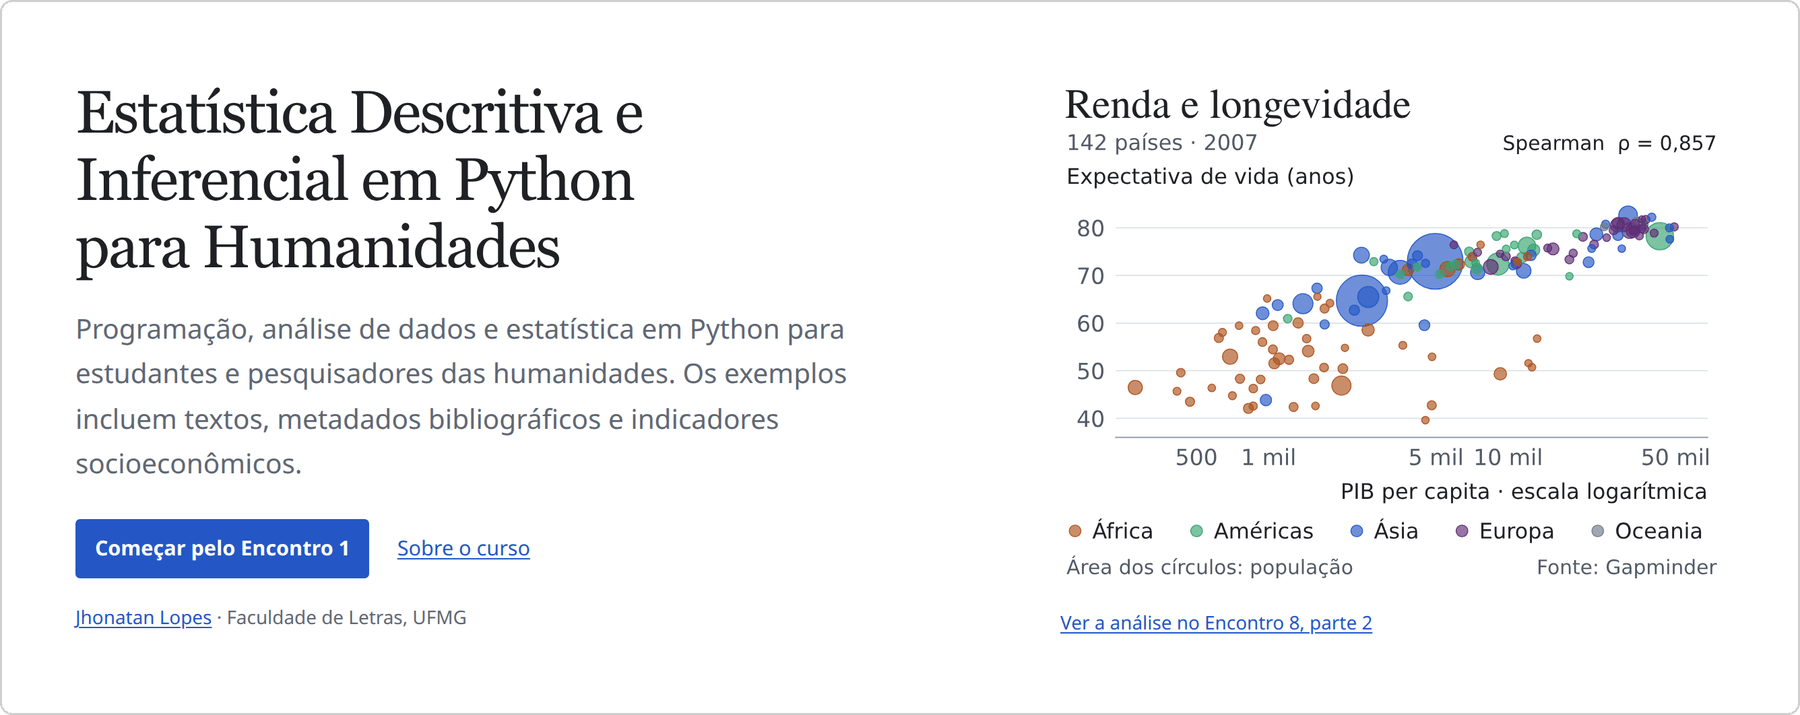 Estatística Descritiva e
Inferencial em Python
para Humanidades
Programação, análise de dados e estatística em Python para
estudantes e pesquisadores das humanidades. Os exemplos
incluem textos, metadados bibliográficos e indicadores
socioeconômicos.
Começar pelo Encontro 1
Sobre o curso
Jhonatan Lopes · Faculdade de Letras, UFMG
Renda e longevidade
142 países · 2007
Spearman ρ = 0,857
Expectativa de vida (anos)
80
70
60
50
40
500 1 mil 5 mil 10 mil 50 mil
PIB per capita · escala logarítmica
África Américas Ásia Europa Oceania
Área dos círculos: população
Fonte: Gapminder
Ver a análise no Encontro 8, parte 2